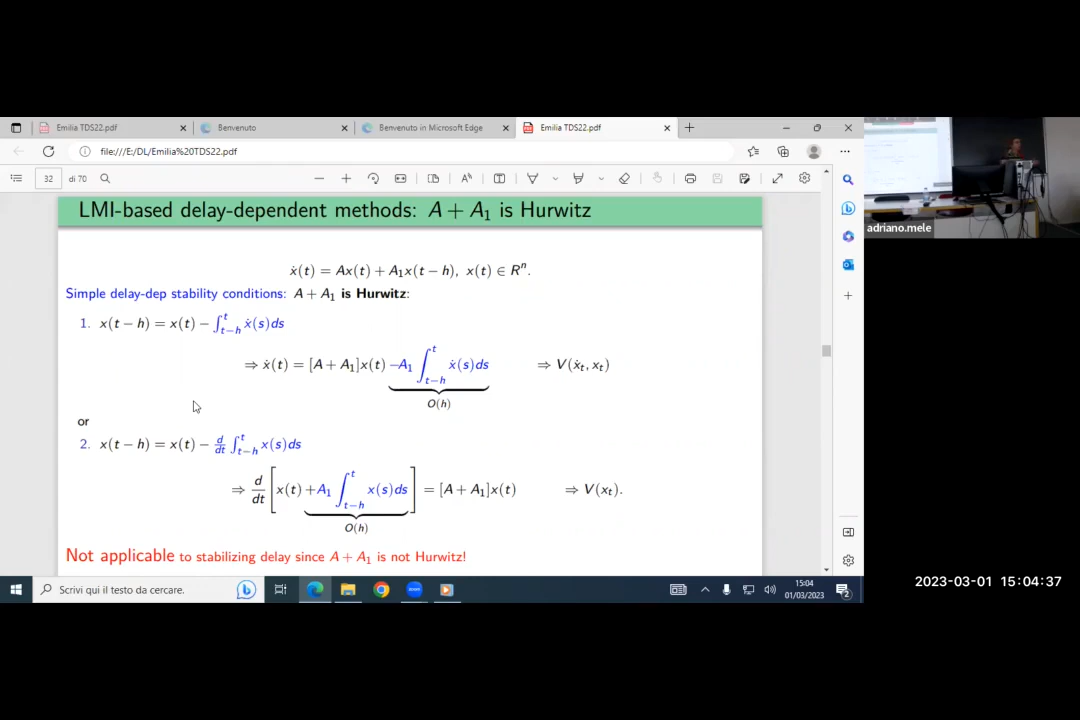 Emilia TDS22.pdf
Benvenuto
Benvenuto in Microsoft Edge
Emilia TDS22.pdf
file:///E:/DL/Emilia%20TDS22.pdf
32 di 70
LMI-based delay-dependent methods: A + A₁ is Hurwitz
ẋ(t) = Ax(t) + A₁x(t − h), x(t) ∈ Rⁿ.
Simple delay-dep stability conditions: A + A₁ is Hurwitz:
1. x(t − h) = x(t) − ∫ₜ₋ₕᵗ ẋ(s)ds
⇒ ẋ(t) = [A + A₁]x(t) −A₁ ∫ₜ₋ₕᵗ ẋ(s)ds ⇒ V(ẋₜ, xₜ)
O(h)
or
2. x(t − h) = x(t) − d/dt ∫ₜ₋ₕᵗ x(s)ds
⇒ d/dt [x(t) +A₁ ∫ₜ₋ₕᵗ x(s)ds] = [A + A₁]x(t) ⇒ V(xₜ).
O(h)
Not applicable to stabilizing delay since A + A₁ is not Hurwitz!
adriano.mele
Scrivi qui il testo da cercare.
15:04
01/03/2023
2
2023-03-01 15:04:37